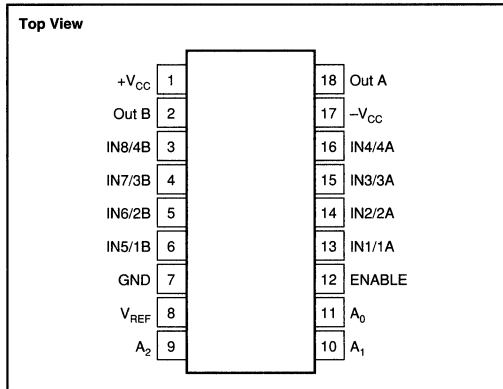 Top View
+VCC 1 18 Out A
Out B 2 17 –VCC
IN8/4B 3 16 IN4/4A
IN7/3B 4 15 IN3/3A
IN6/2B 5 14 IN2/2A
IN5/1B 6 13 IN1/1A
GND 7 12 ENABLE
VREF 8 11 A0
A2 9 10 A1